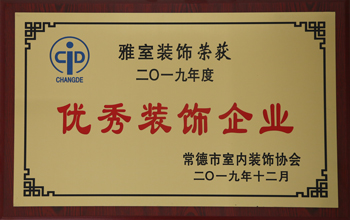 CID
CHANGDE
雅室装饰荣获
二〇一九年度
优秀装饰企业
常德市室内装饰协会
二〇一九年十二月